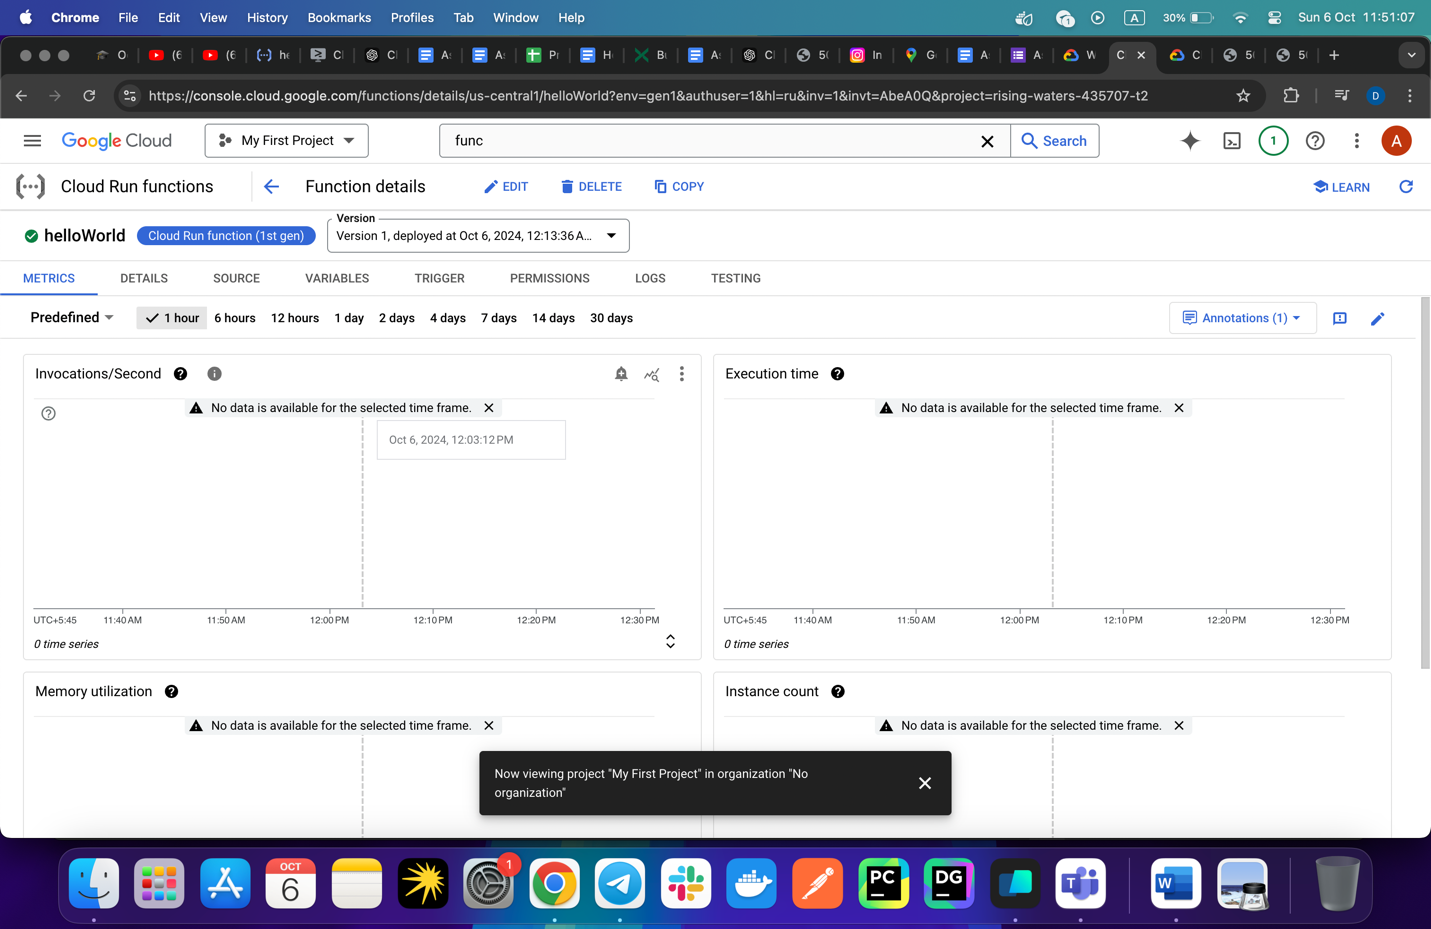 Chrome File Edit View History Bookmarks Profiles Tab Window Help 1 A 30% Sun 6 Oct 11:51:07
https://console.cloud.google.com/functions/details/us-central1/helloWorld?env=gen1&authuser=1&hl=ru&inv=1&invt=AbeA0Q&project=rising-waters-435707-t2 D
Google Cloud My First Project func Search 1 A
Cloud Run functions Function details EDIT DELETE COPY LEARN
helloWorld Cloud Run function (1st gen) Version
Version 1, deployed at Oct 6, 2024, 12:13:36 A...
METRICS DETAILS SOURCE VARIABLES TRIGGER PERMISSIONS LOGS TESTING
Predefined 1 hour 6 hours 12 hours 1 day 2 days 4 days 7 days 14 days 30 days Annotations (1)
Invocations/Second
No data is available for the selected time frame.
Oct 6, 2024, 12:03:12 PM
UTC+5:45 11:40 AM 11:50 AM 12:00 PM 12:10 PM 12:20 PM 12:30 PM
0 time series
Execution time
No data is available for the selected time frame.
UTC+5:45 11:40 AM 11:50 AM 12:00 PM 12:10 PM 12:20 PM 12:30 PM
0 time series
Memory utilization
No data is available for the selected time frame.
Instance count
No data is available for the selected time frame.
Now viewing project "My First Project" in organization "No
organization"
OCT
6
1
PC
DG
T
W